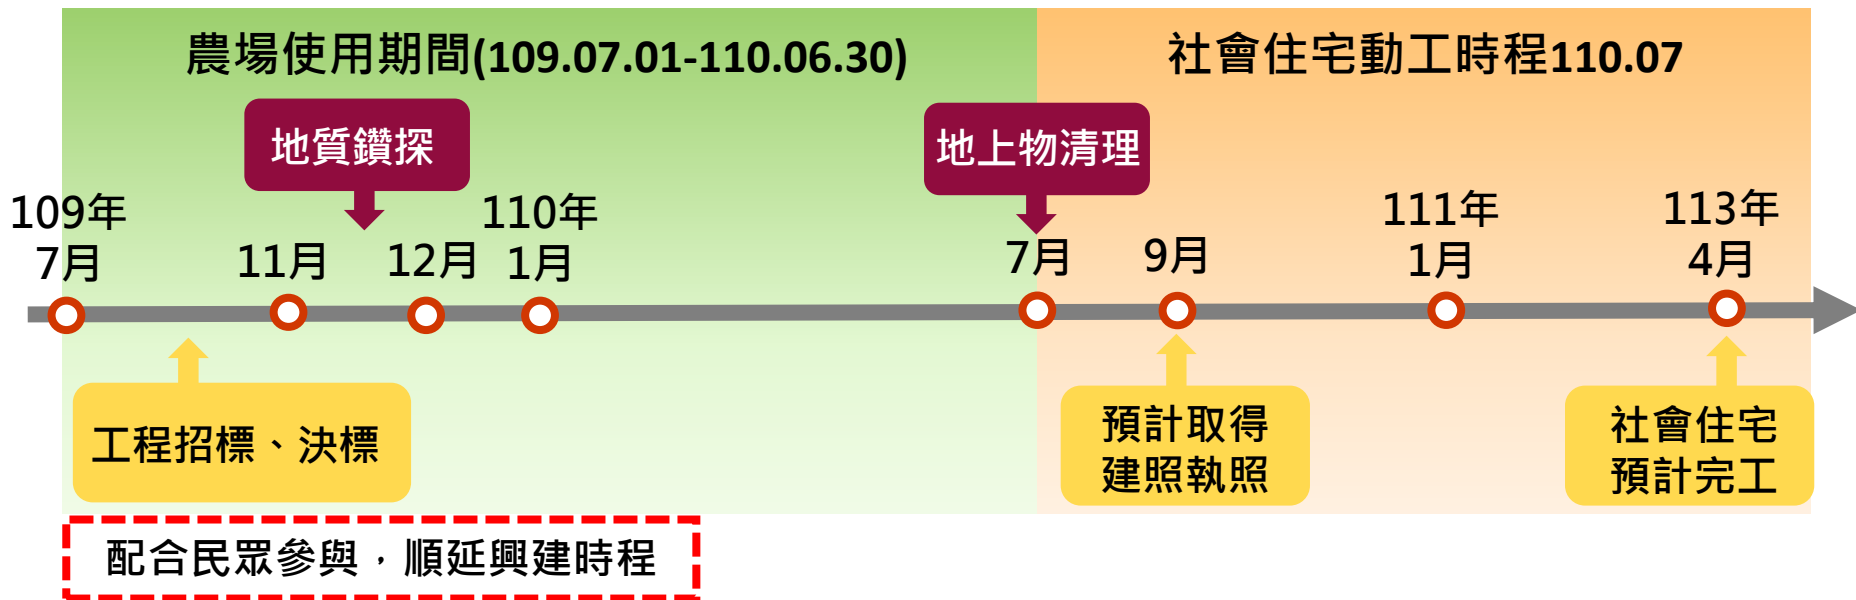 農場使用期間(109.07.01-110.06.30)
社會住宅動工時程110.07
地質鑽探
地上物清理
109年
7月
11月
12月
110年
1月
7月
9月
111年
1月
113年
4月
工程招標、決標
預計取得
建照執照
社會住宅
預計完工
配合民眾參與，順延興建時程